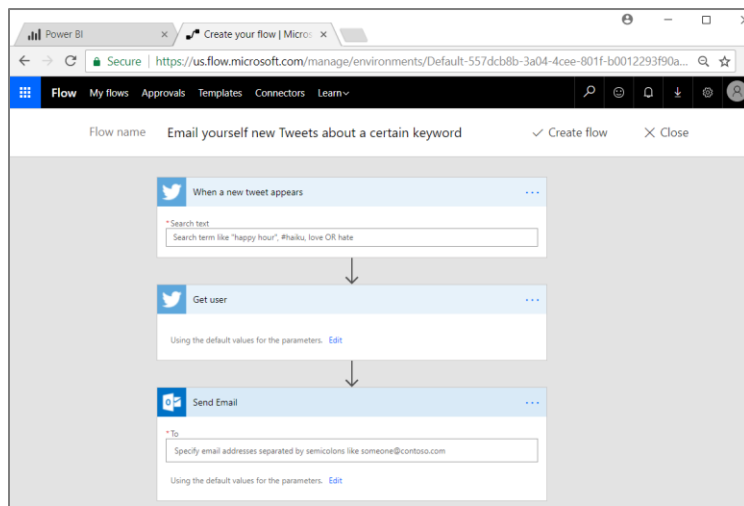 Power BI
Create your flow | Micros
Secure | https://us.flow.microsoft.com/manage/environments/Default-557dcb8b-3a04-4cee-801f-b0012293f90a...
Flow My flows Approvals Templates Connectors Learn
Flow name Email yourself new Tweets about a certain keyword Create flow Close
When a new tweet appears ...
* Search text
Search term like "happy hour", #haiku, love OR hate
Get user ...
Using the default values for the parameters. Edit
Send Email ...
* To
Specify email addresses separated by semicolons like someone@contoso.com
Using the default values for the parameters. Edit